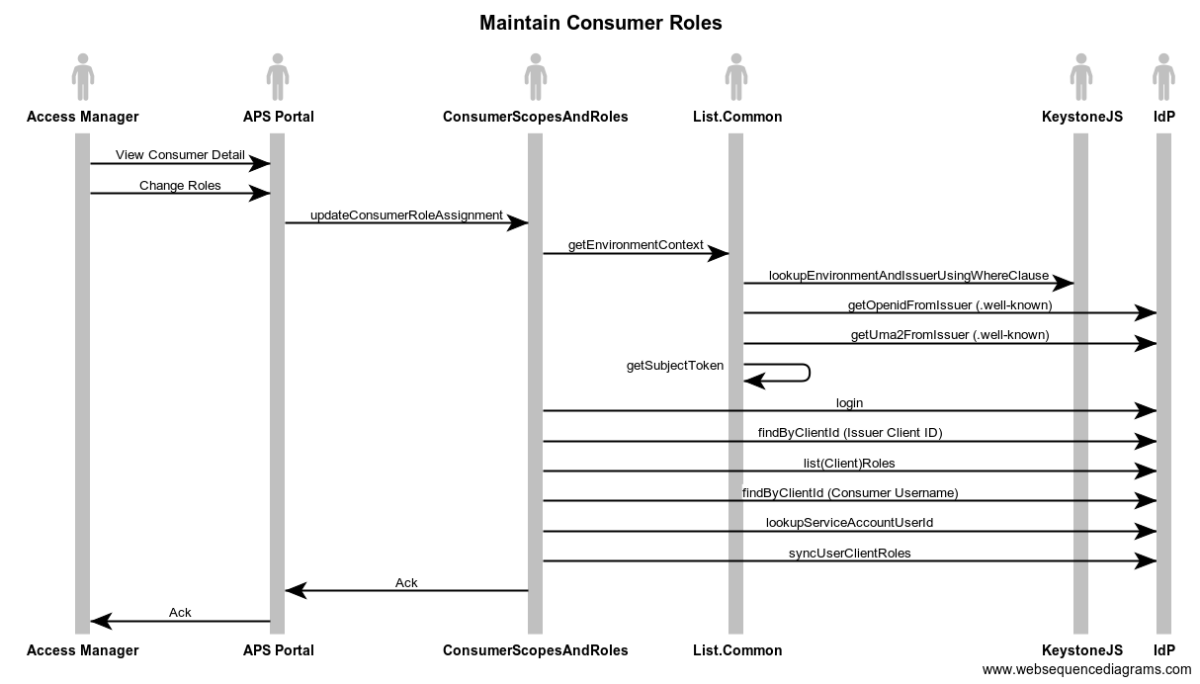 Maintain Consumer Roles
Access Manager APS Portal ConsumerScopesAndRoles List.Common KeystoneJS IdP
View Consumer Detail
Change Roles
updateConsumerRoleAssignment
getEnvironmentContext
lookupEnvironmentAndIssuerUsingWhereClause
getOpenidFromIssuer (.well-known)
getUma2FromIssuer (.well-known)
getSubjectToken
login
findByClientId (Issuer Client ID)
list(Client)Roles
findByClientId (Consumer Username)
lookupServiceAccountUserId
syncUserClientRoles
Ack
Ack
Access Manager APS Portal ConsumerScopesAndRoles List.Common KeystoneJS IdP
www.websequencediagrams.com